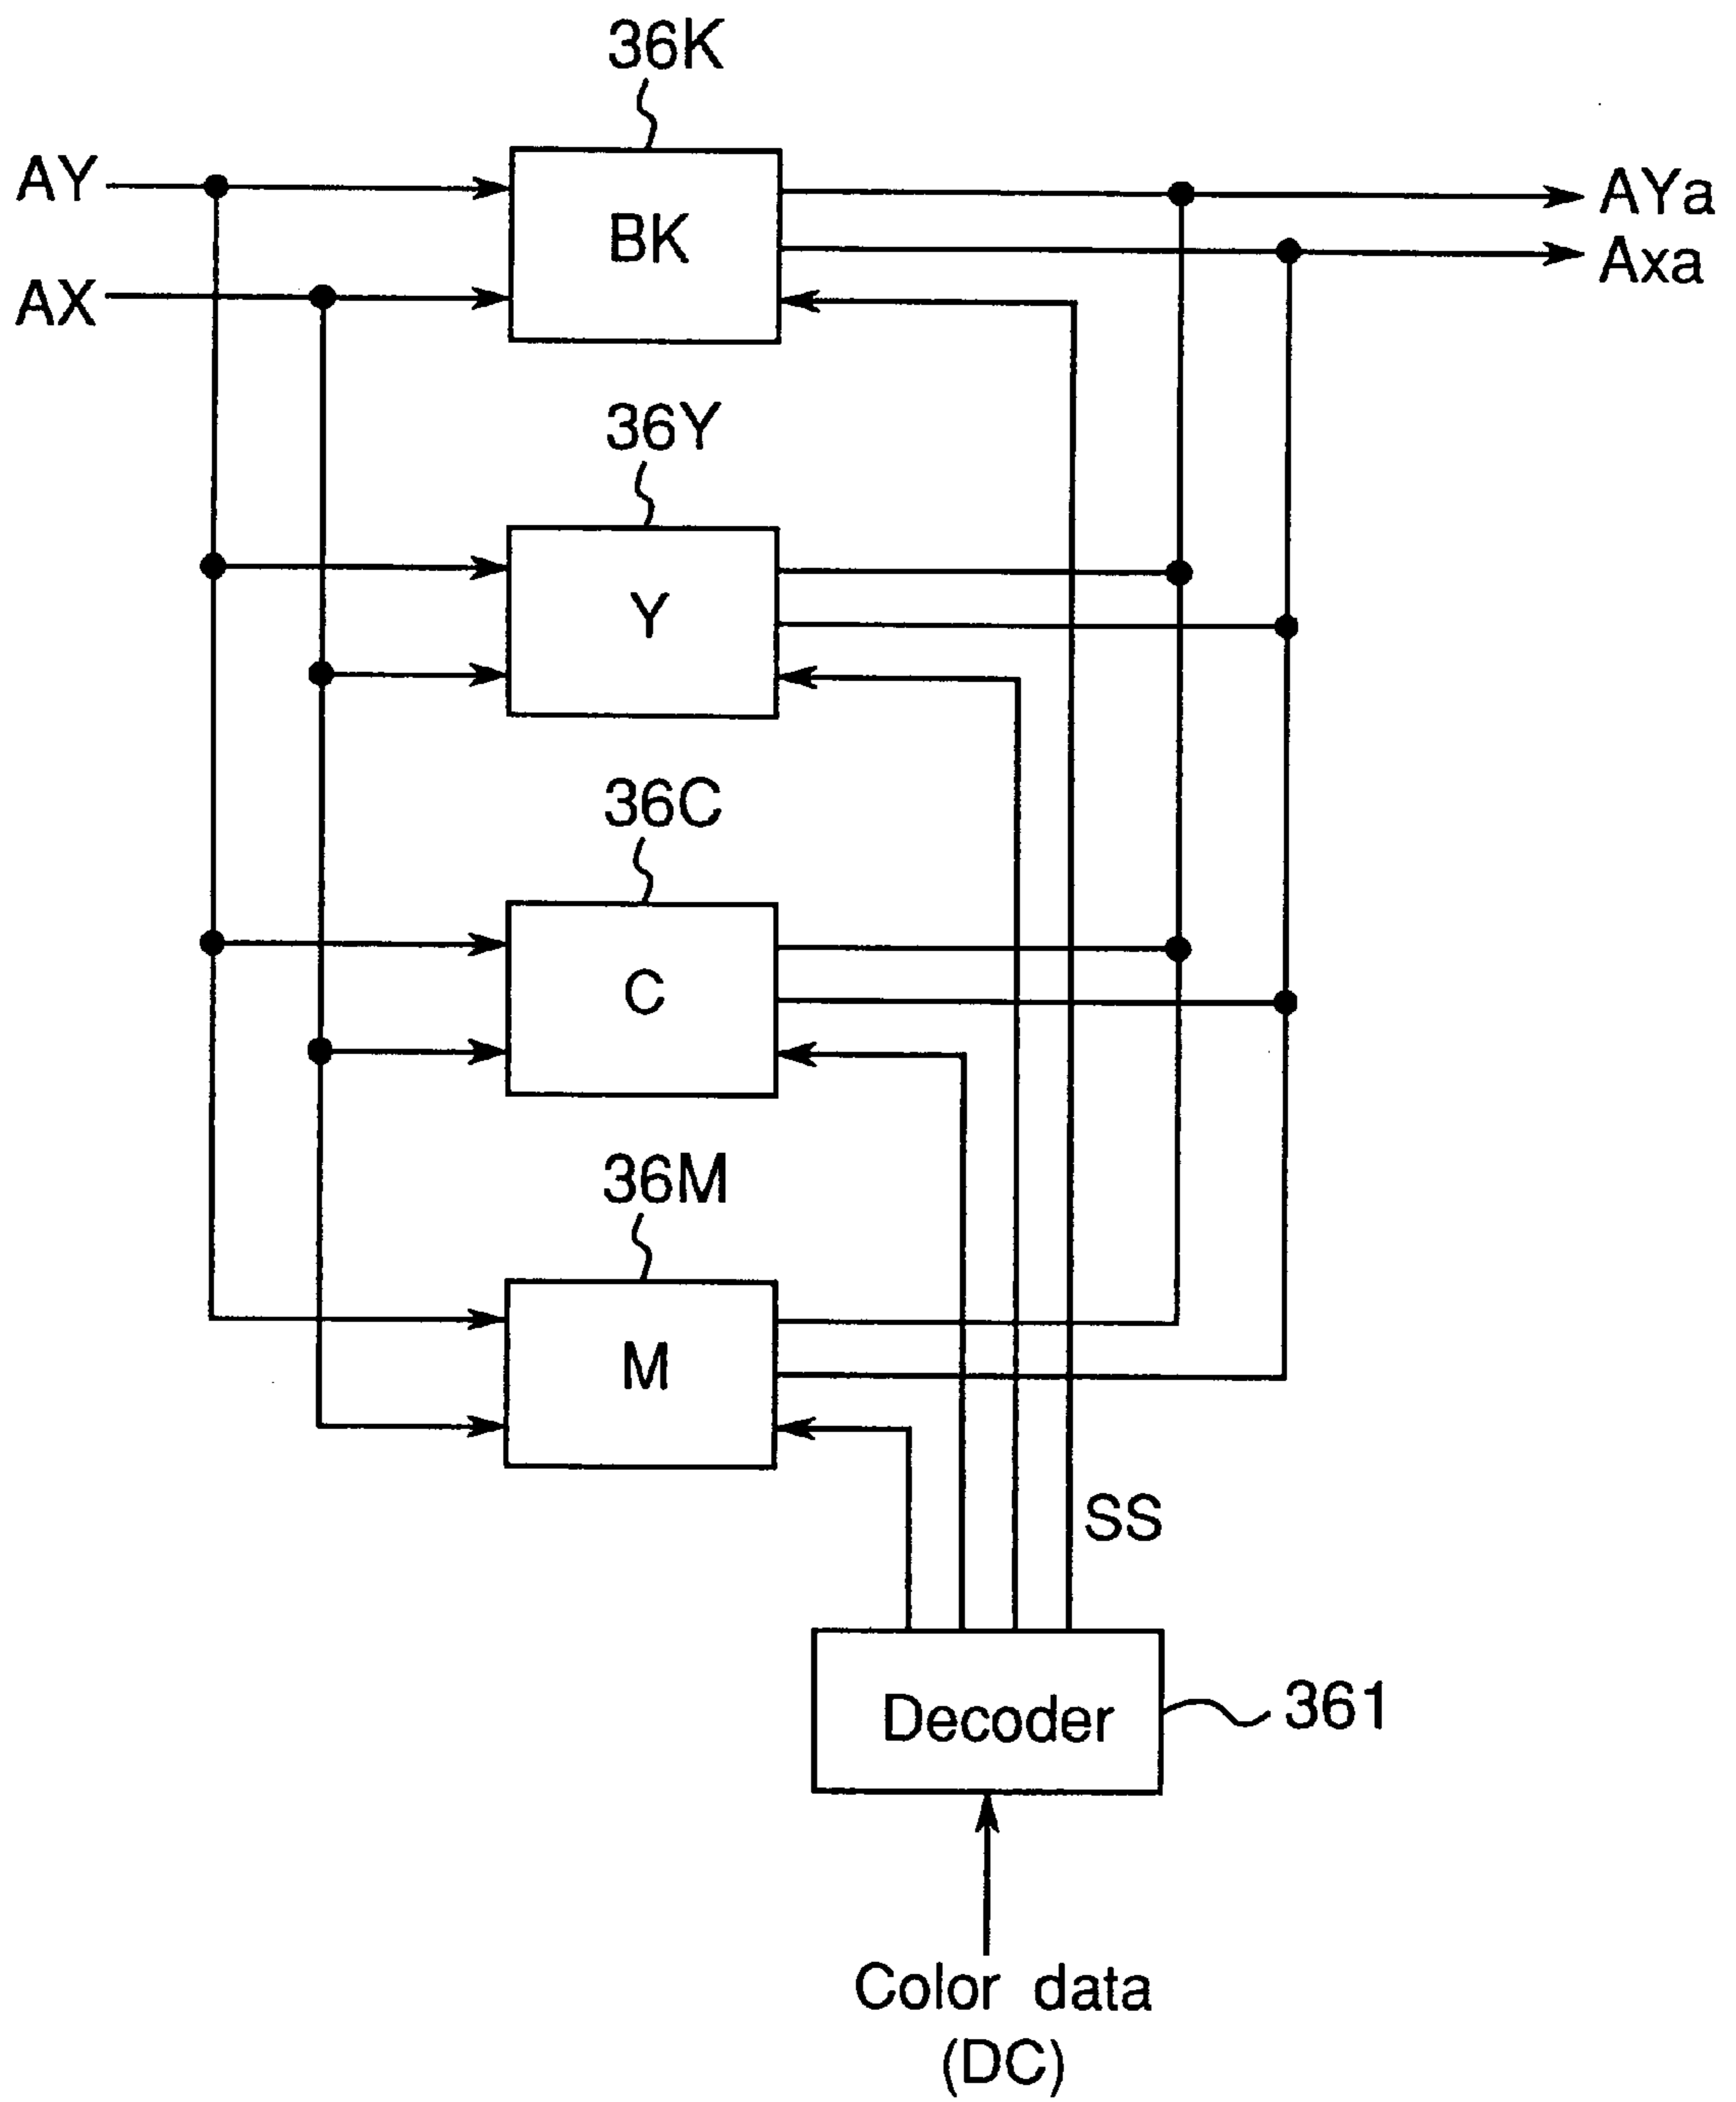 36K
AY
BK
AYa
Axa
AX
36Y
Y
36C
C
36M
M
SS
Decoder
361
Color data
(DC)